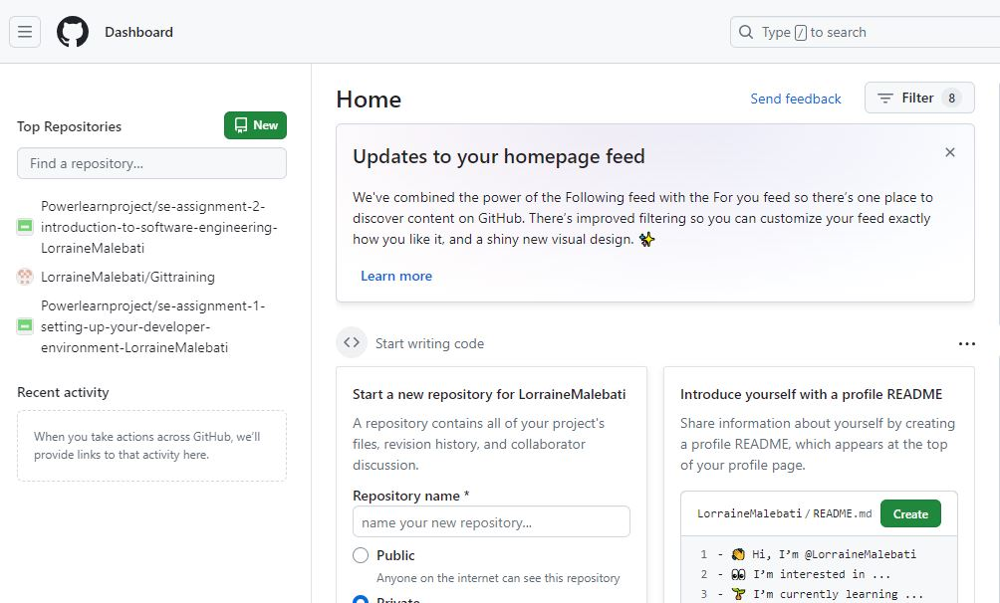 Dashboard
Type / to search
Top Repositories
New
Find a repository...
Powerlearnproject/se-assignment-2-
introduction-to-software-engineering-
LorraineMalebati
LorraineMalebati/Gittraining
Powerlearnproject/se-assignment-1-
setting-up-your-developer-
environment-LorraineMalebati
Recent activity
When you take actions across GitHub, we'll
provide links to that activity here.
Home
Send feedback
Filter 8
Updates to your homepage feed
We've combined the power of the Following feed with the For you feed so there's one place to
discover content on GitHub. There's improved filtering so you can customize your feed exactly
how you like it, and a shiny new visual design. ✨
Learn more
Start writing code
Start a new repository for LorraineMalebati
A repository contains all of your project's
files, revision history, and collaborator
discussion.
Repository name *
name your new repository...
Public
Anyone on the internet can see this repository
Private
Introduce yourself with a profile README
Share information about yourself by creating
a profile README, which appears at the top
of your profile page.
LorraineMalebati/README.md
Create
1 - 👋 Hi, I'm @LorraineMalebati
2 - 👀 I'm interested in ...
3 - 🌱 I'm currently learning ...